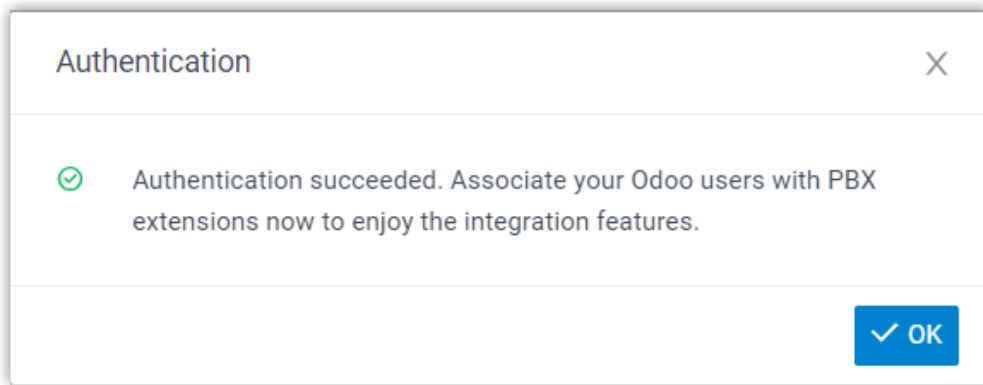 Authentication
Authentication succeeded. Associate your Odoo users with PBX
extensions now to enjoy the integration features.
OK